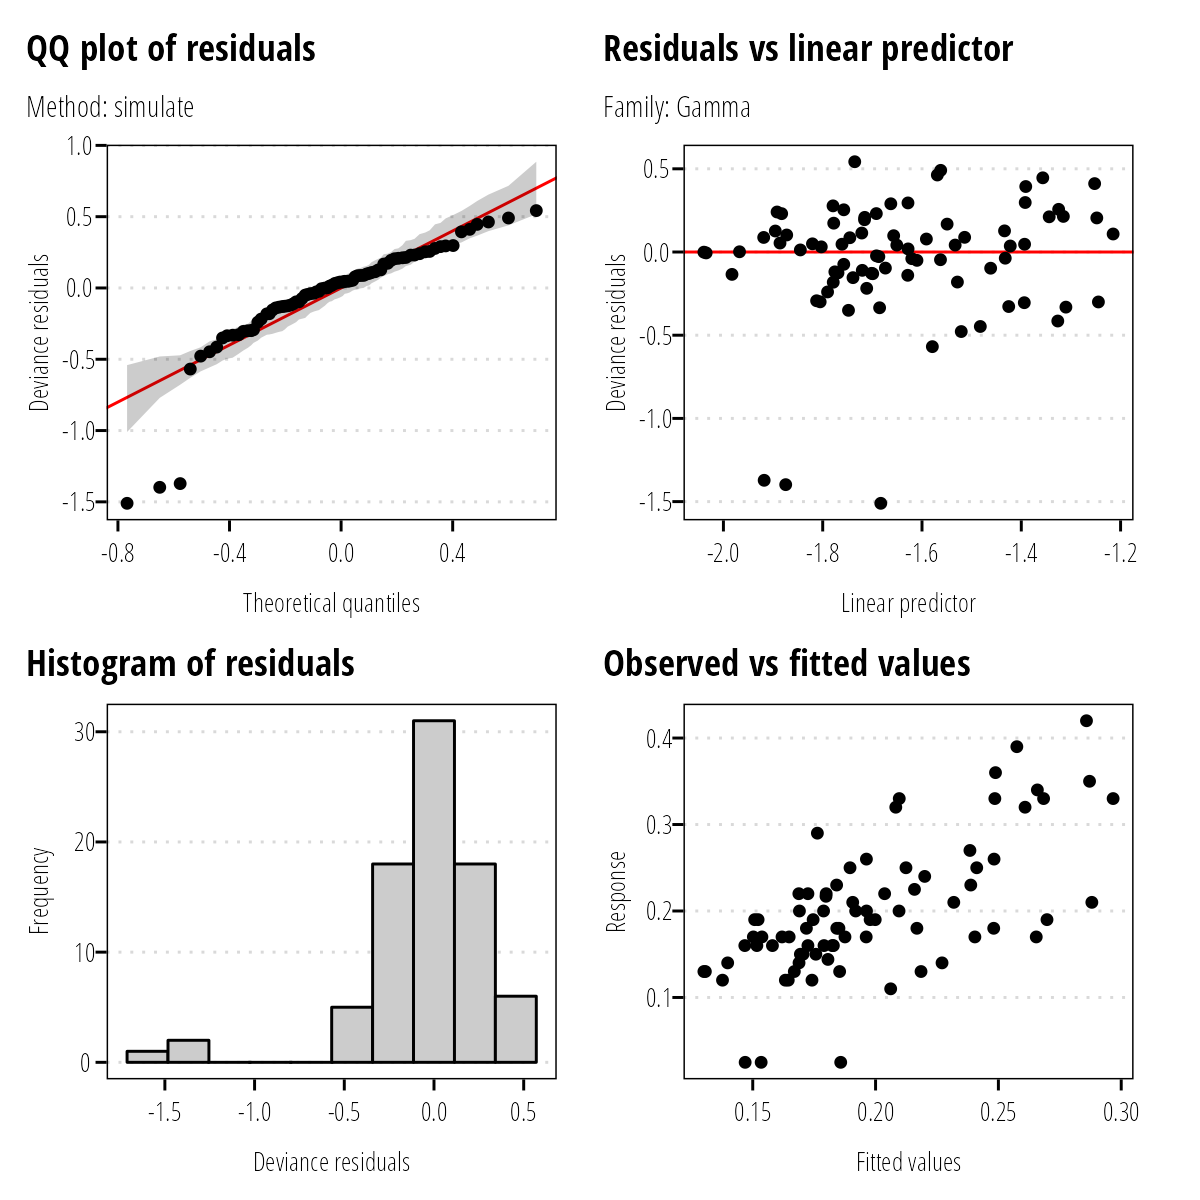 QQ plot of residuals
Method: simulate
Deviance residuals
1.0
0.5
0.0
-0.5
-1.0
-1.5
-0.8 -0.4 0.0 0.4
Theoretical quantiles
Residuals vs linear predictor
Family: Gamma
Deviance residuals
0.5
0.0
-0.5
-1.0
-1.5
-2.0 -1.8 -1.6 -1.4 -1.2
Linear predictor
Histogram of residuals
Frequency
30
20
10
0
-1.5 -1.0 -0.5 0.0 0.5
Deviance residuals
Observed vs fitted values
Response
0.4
0.3
0.2
0.1
0.15 0.20 0.25 0.30
Fitted values